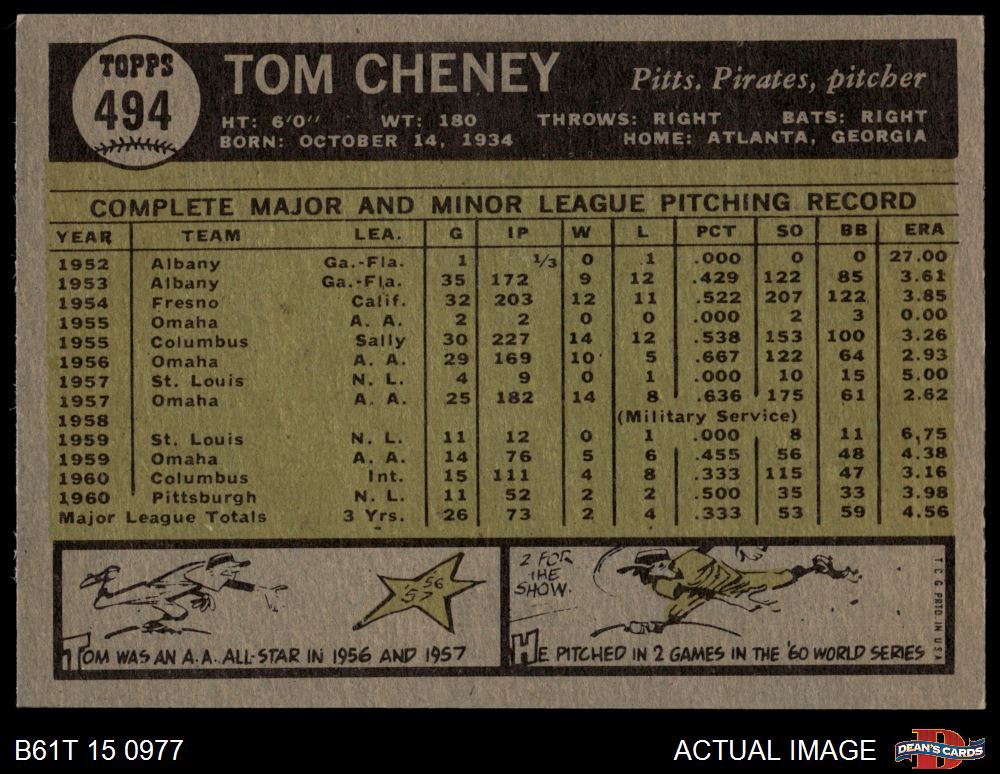 TOPPS
494
TOM CHENEY
Pitts. Pirates, pitcher
HT: 6'0" WT: 180 THROWS: RIGHT BATS: RIGHT
BORN: OCTOBER 14, 1934 HOME: ATLANTA, GEORGIA
COMPLETE MAJOR AND MINOR LEAGUE PITCHING RECORD
YEAR TEAM LEA. G IP W L PCT SO BB ERA
1952 Albany Ga.-Fla. 1 1/3 0 1 .000 0 0 27.00
1953 Albany Ga.-Fla. 35 172 9 12 .429 122 85 3.61
1954 Fresno Calif. 32 203 12 11 .522 207 122 3.85
1955 Omaha A. A. 2 2 0 0 .000 2 3 0.00
1955 Columbus Sally 30 227 14 12 .538 153 100 3.26
1956 Omaha A. A. 29 169 10 5 .667 122 64 2.93
1957 St. Louis N. L. 4 9 0 1 .000 10 15 5.00
1957 Omaha A. A. 25 182 14 8 .636 175 61 2.62
1958 (Military Service)
1959 St. Louis N. L. 11 12 0 1 .000 8 11 6.75
1959 Omaha A. A. 14 76 5 6 .455 56 48 4.38
1960 Columbus Int. 15 111 4 8 .333 115 47 3.16
1960 Pittsburgh N. L. 11 52 2 2 .500 35 33 3.98
Major League Totals 3 Yrs. 26 73 2 4 .333 53 59 4.56
56
57
TOM WAS AN A.A. ALL-STAR IN 1956 AND 1957
2 FOR
THE
SHOW.
HE PITCHED IN 2 GAMES IN THE '60 WORLD SERIES
T.C.G. PRTD. IN U.S.A.
B61T 15 0977
ACTUAL IMAGE
DEAN'S CARDS